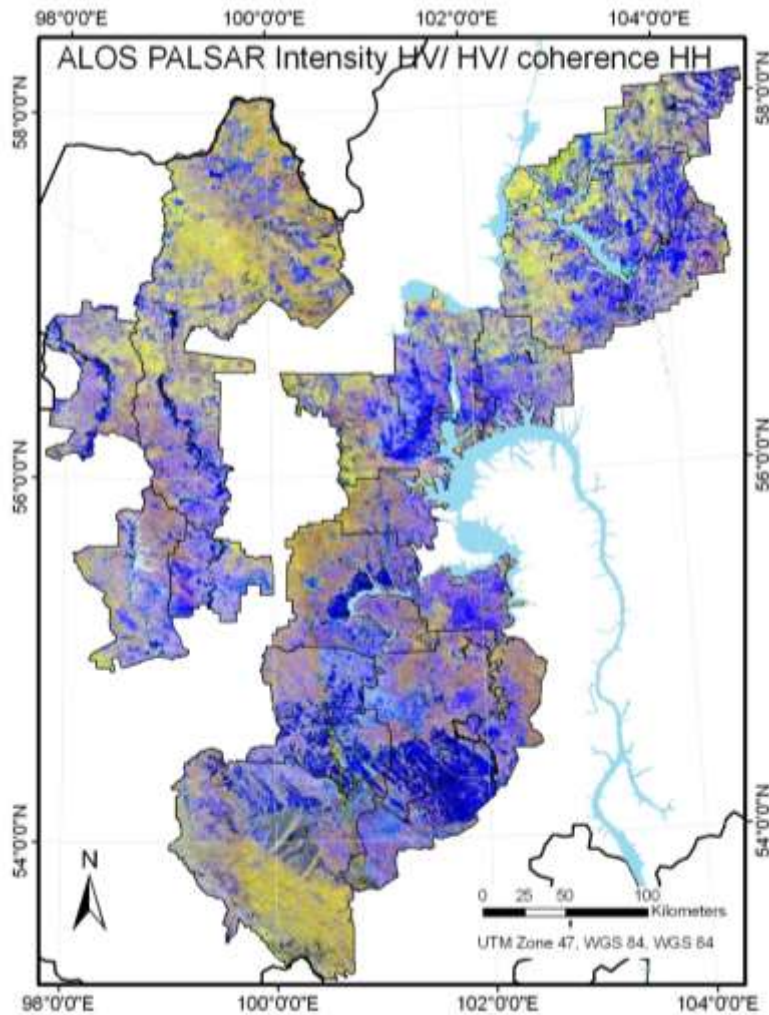 98°0'0"E 100°0'0"E 102°0'0"E 104°0'0"E
ALOS PALSAR Intensity HV/ HV/ coherence HH
58°0'0"N 58°0'0"N
56°0'0"N 56°0'0"N
54°0'0"N 54°0'0"N
N
0 25 50 100
Kilometers
UTM Zone 47, WGS 84, WGS 84
98°0'0"E 100°0'0"E 102°0'0"E 104°0'0"E